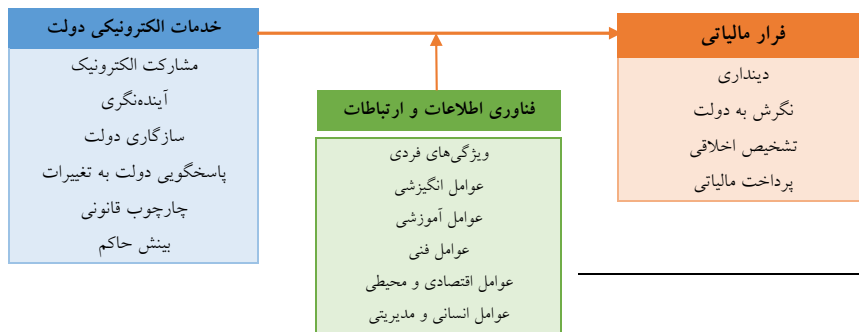 خدمات الکترونیکی دولت
مشارکت الکترونیک
آینده‌نگری
سازگاری دولت
پاسخگویی دولت به تغییرات
چارچوب قانونی
بینش حاکم
فناوری اطلاعات و ارتباطات
ویژگی‌های فردی
عوامل انگیزشی
عوامل آموزشی
عوامل فنی
عوامل اقتصادی و محیطی
عوامل انسانی و مدیریتی
فرار مالیاتی
دینداری
نگرش به دولت
تشخیص اخلاقی
پرداخت مالیاتی